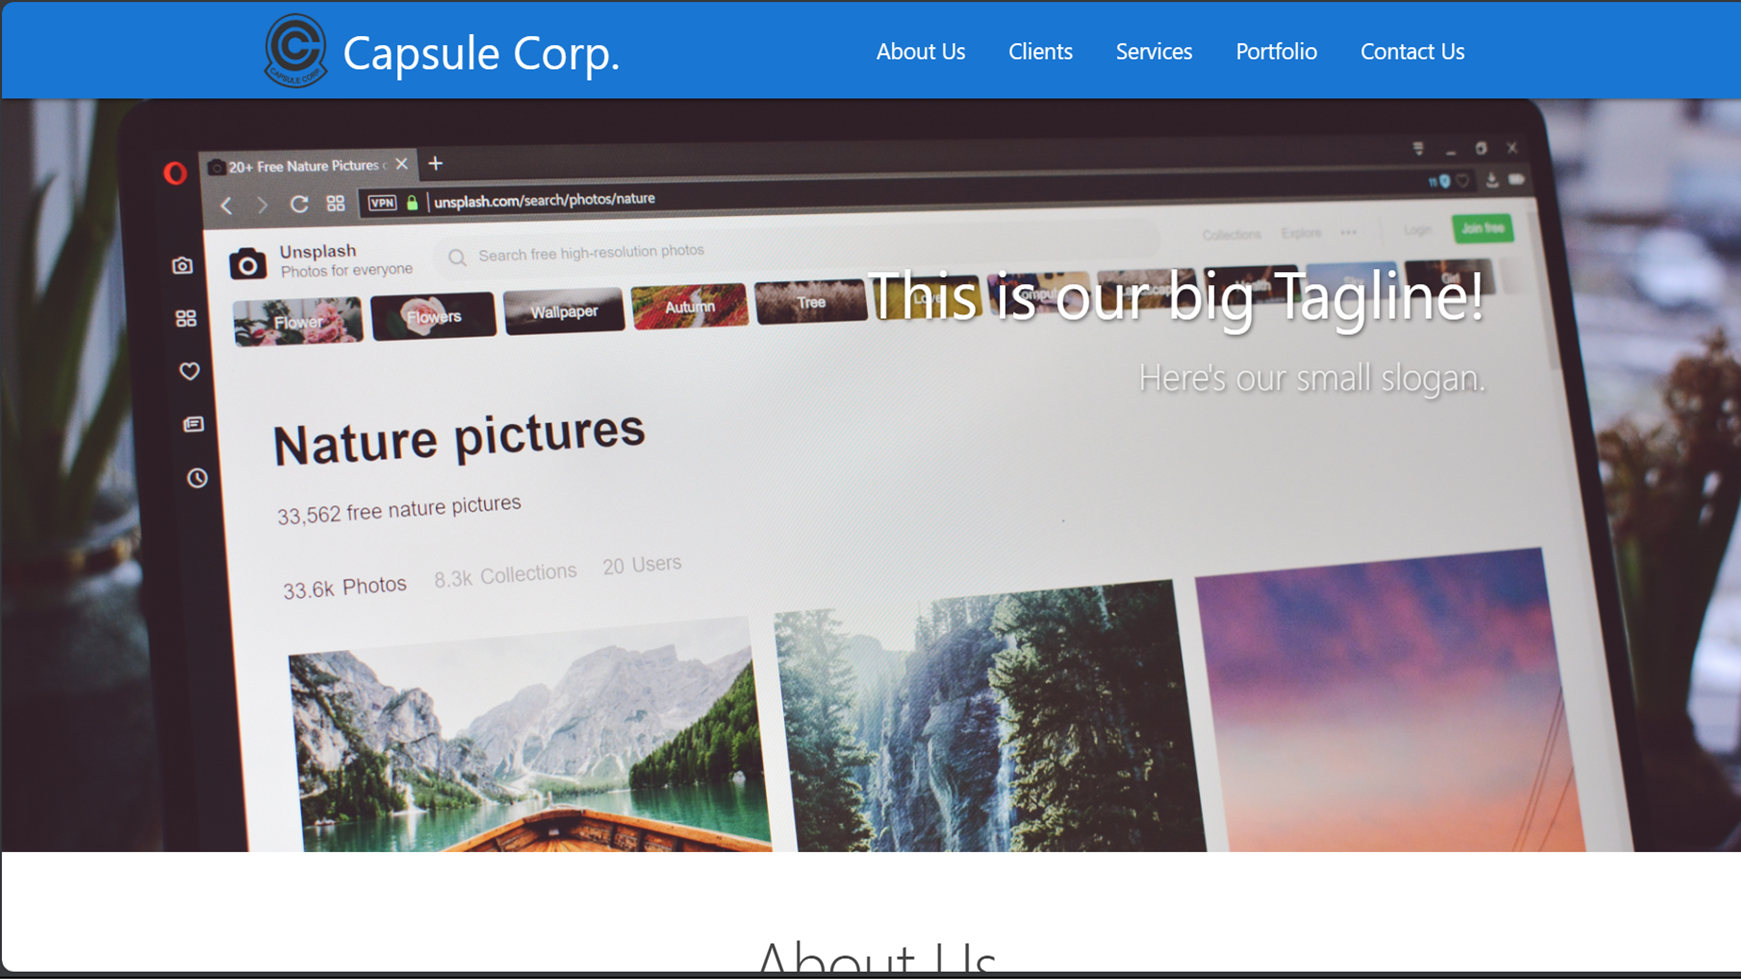 CAPSULE CORP.
Capsule Corp.
About Us
Clients
Services
Portfolio
Contact Us
20+ Free Nature Pictures
VPN
unsplash.com/search/photos/nature
Unsplash
Photos for everyone
Search free high-resolution photos
Collections
Explore
Login
Join free
Flower
Flowers
Wallpaper
Autumn
Tree
This is our big Tagline!
Here's our small slogan.
Nature pictures
33,562 free nature pictures
33.6k Photos
8.3k Collections
20 Users
About Us